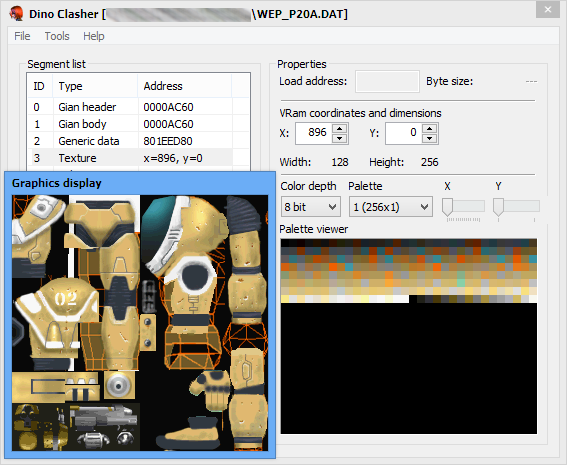 Dino Clasher [ \WEP_P20A.DAT]
File Tools Help
Segment list
ID Type Address
0 Gian header 0000AC60
1 Gian body 0000AC60
2 Generic data 801EED80
3 Texture x=896, y=0
Properties
Load address: Byte size: ---
VRam coordinates and dimensions
X: 896 Y: 0
Width: 128 Height: 256
Color depth Palette X Y
8 bit 1 (256x1)
Palette viewer
Graphics display
02